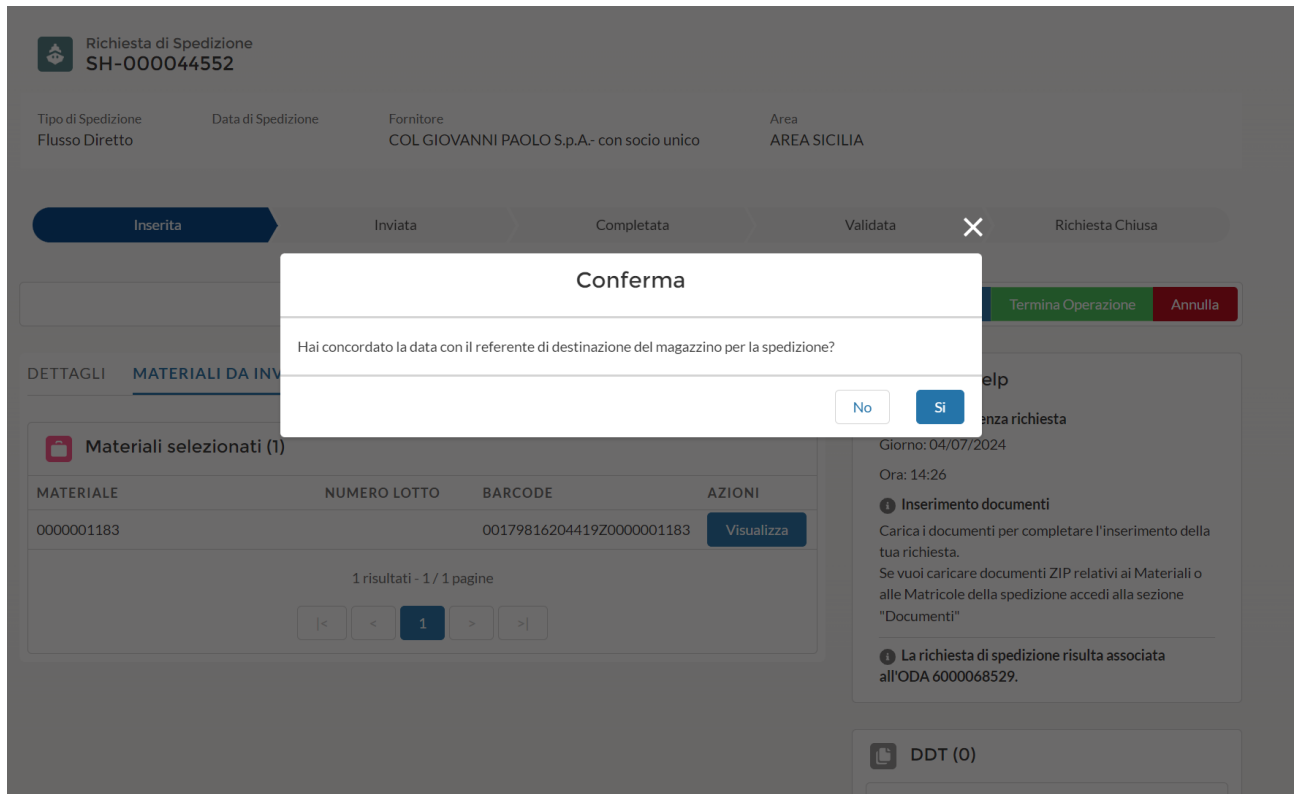 Richiesta di Spedizione
SH-000044552
Tipo di Spedizione Data di Spedizione Fornitore Area
Flusso Diretto COL GIOVANNI PAOLO S.p.A.- con socio unico AREA SICILIA
Inserita Inviata Completata Validata Richiesta Chiusa
Conferma
Termina Operazione Annulla
Hai concordato la data con il referente di destinazione del magazzino per la spedizione?
No Si
DETTAGLI MATERIALI DA INV
Materiali selezionati (1)
MATERIALE NUMERO LOTTO BARCODE AZIONI
0000001183 00179816204419Z0000001183 Visualizza
1 risultati - 1 / 1 pagine
|< < 1 > >|
elp
enza richiesta
Giorno: 04/07/2024
Ora: 14:26
Inserimento documenti
Carica i documenti per completare l'inserimento della
tua richiesta.
Se vuoi caricare documenti ZIP relativi ai Materiali o
alle Matricole della spedizione accedi alla sezione
"Documenti"
La richiesta di spedizione risulta associata
all'ODA 6000068529.
DDT (0)